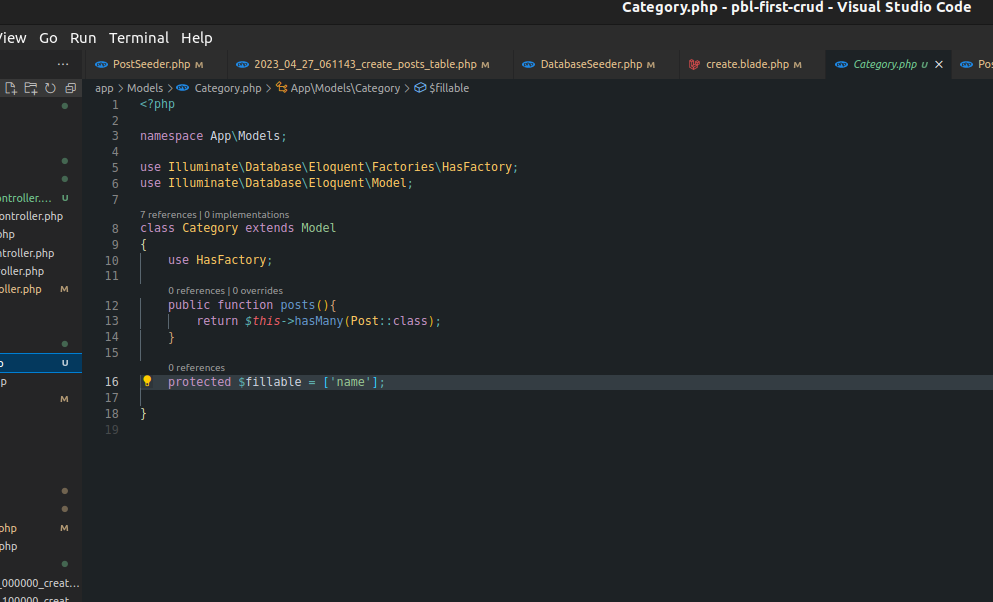 Category.php - pbl-first-crud - Visual Studio Code
View Go Run Terminal Help
... PostSeeder.php M 2023_04_27_061143_create_posts_table.php M DatabaseSeeder.php M create.blade.php M Category.php U × Pos
app > Models > Category.php > App\Models\Category > $fillable
1 <?php
2
3 namespace App\Models;
4
5 use Illuminate\Database\Eloquent\Factories\HasFactory;
6 use Illuminate\Database\Eloquent\Model;
7
7 references | 0 implementations
8 class Category extends Model
9 {
10 use HasFactory;
11
0 references | 0 overrides
12 public function posts(){
13 return $this->hasMany(Post::class);
14 }
15
0 references
16 protected $fillable = ['name'];
17
18 }
19
ontroller.... U
ontroller.php
hp
troller.php
oller.php
oller.php M
U
p
M
php M
php
_000000_creat...
_100000_creat...